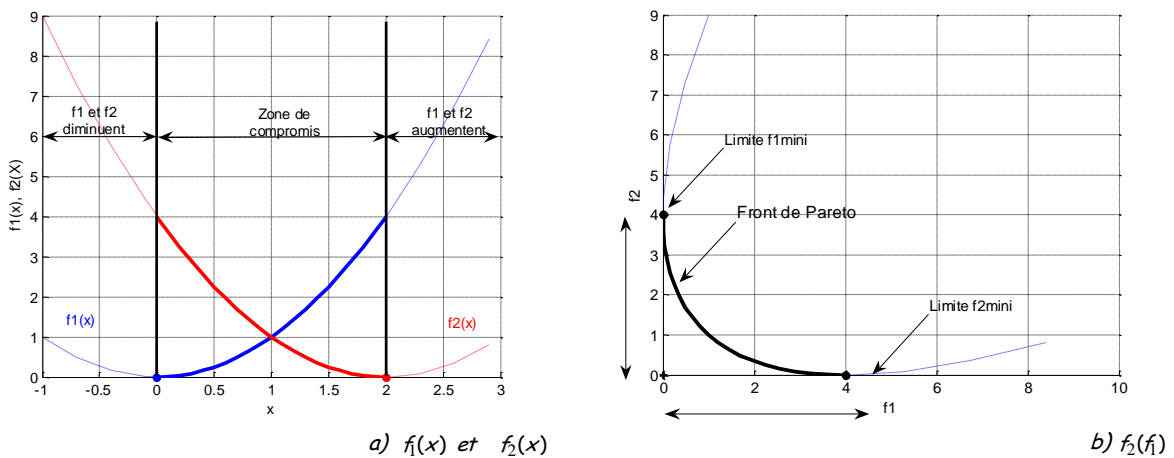 9
8
7
6
5
4
3
2
1
0
f1(x), f2(X)
f1 et f2
diminuent
Zone de
compromis
f1 et f2
augmentent
f1(x)
f2(x)
-1
-0.5
0
0.5
1
1.5
2
2.5
3
x
a) f1(x) et f2(x)
9
8
7
6
5
4
3
2
1
0
f2
Limite f1mini
Front de Pareto
Limite f2mini
0
2
4
6
8
10
f1
b) f2(f1)